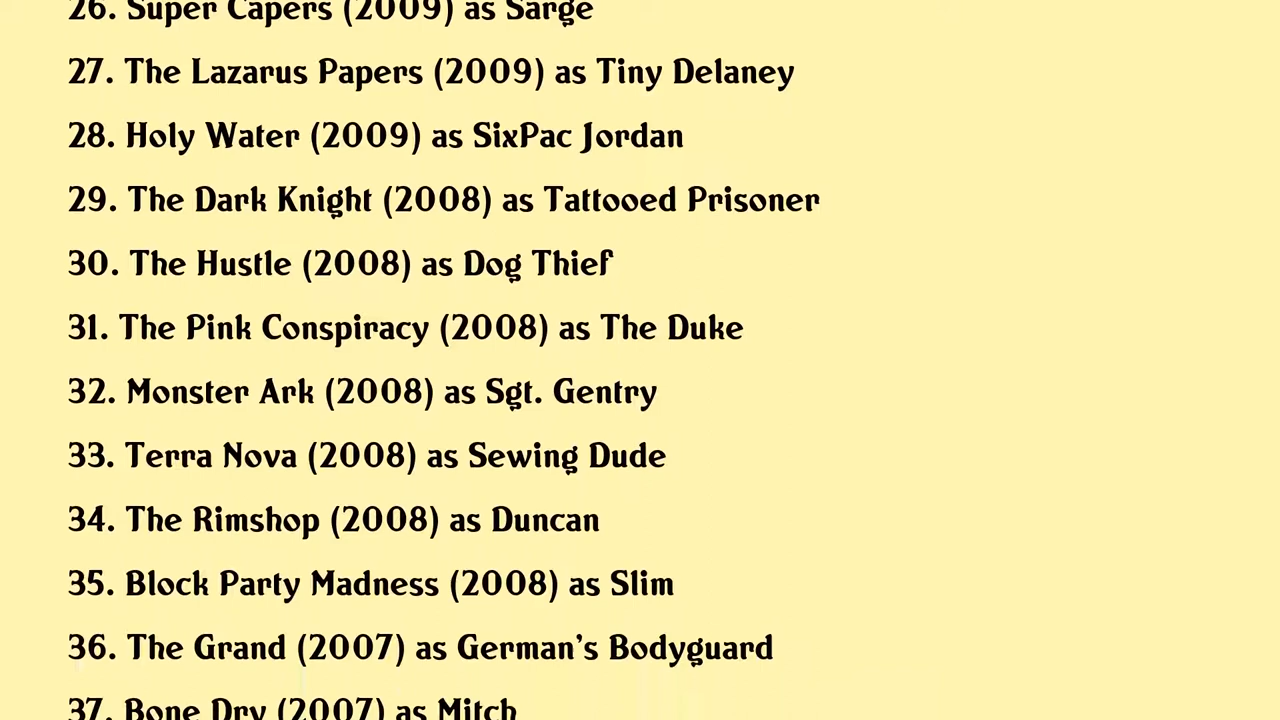 26. Super Capers (2009) as Sarge
27. The Lazarus Papers (2009) as Tiny Delaney
28. Holy Water (2009) as SixPac Jordan
29. The Dark Knight (2008) as Tattooed Prisoner
30. The Hustle (2008) as Dog Thief
31. The Pink Conspiracy (2008) as The Duke
32. Monster Ark (2008) as Sgt. Gentry
33. Terra Nova (2008) as Sewing Dude
34. The Rimshop (2008) as Duncan
35. Block Party Madness (2008) as Slim
36. The Grand (2007) as German's Bodyguard
37. Bone Dry (2007) as Mitch